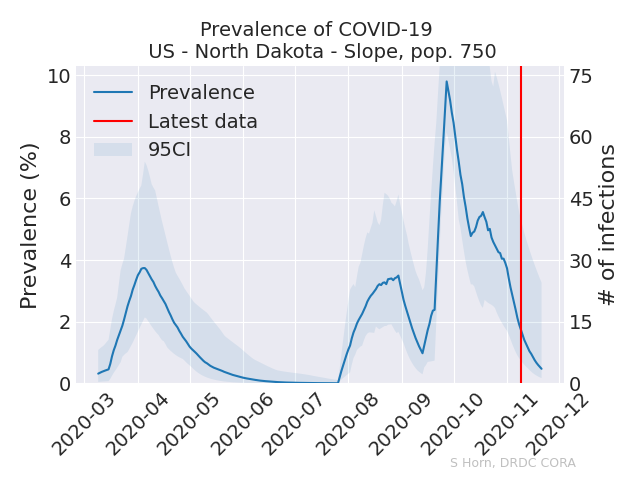 Prevalence of COVID-19
US - North Dakota - Slope, pop. 750
Prevalence
Latest data
95CI
Prevalence (%)
10
8
6
4
2
0
# of infections
75
60
45
30
15
0
2020-03
2020-04
2020-05
2020-06
2020-07
2020-08
2020-09
2020-10
2020-11
2020-12
S Horn, DRDC CORA